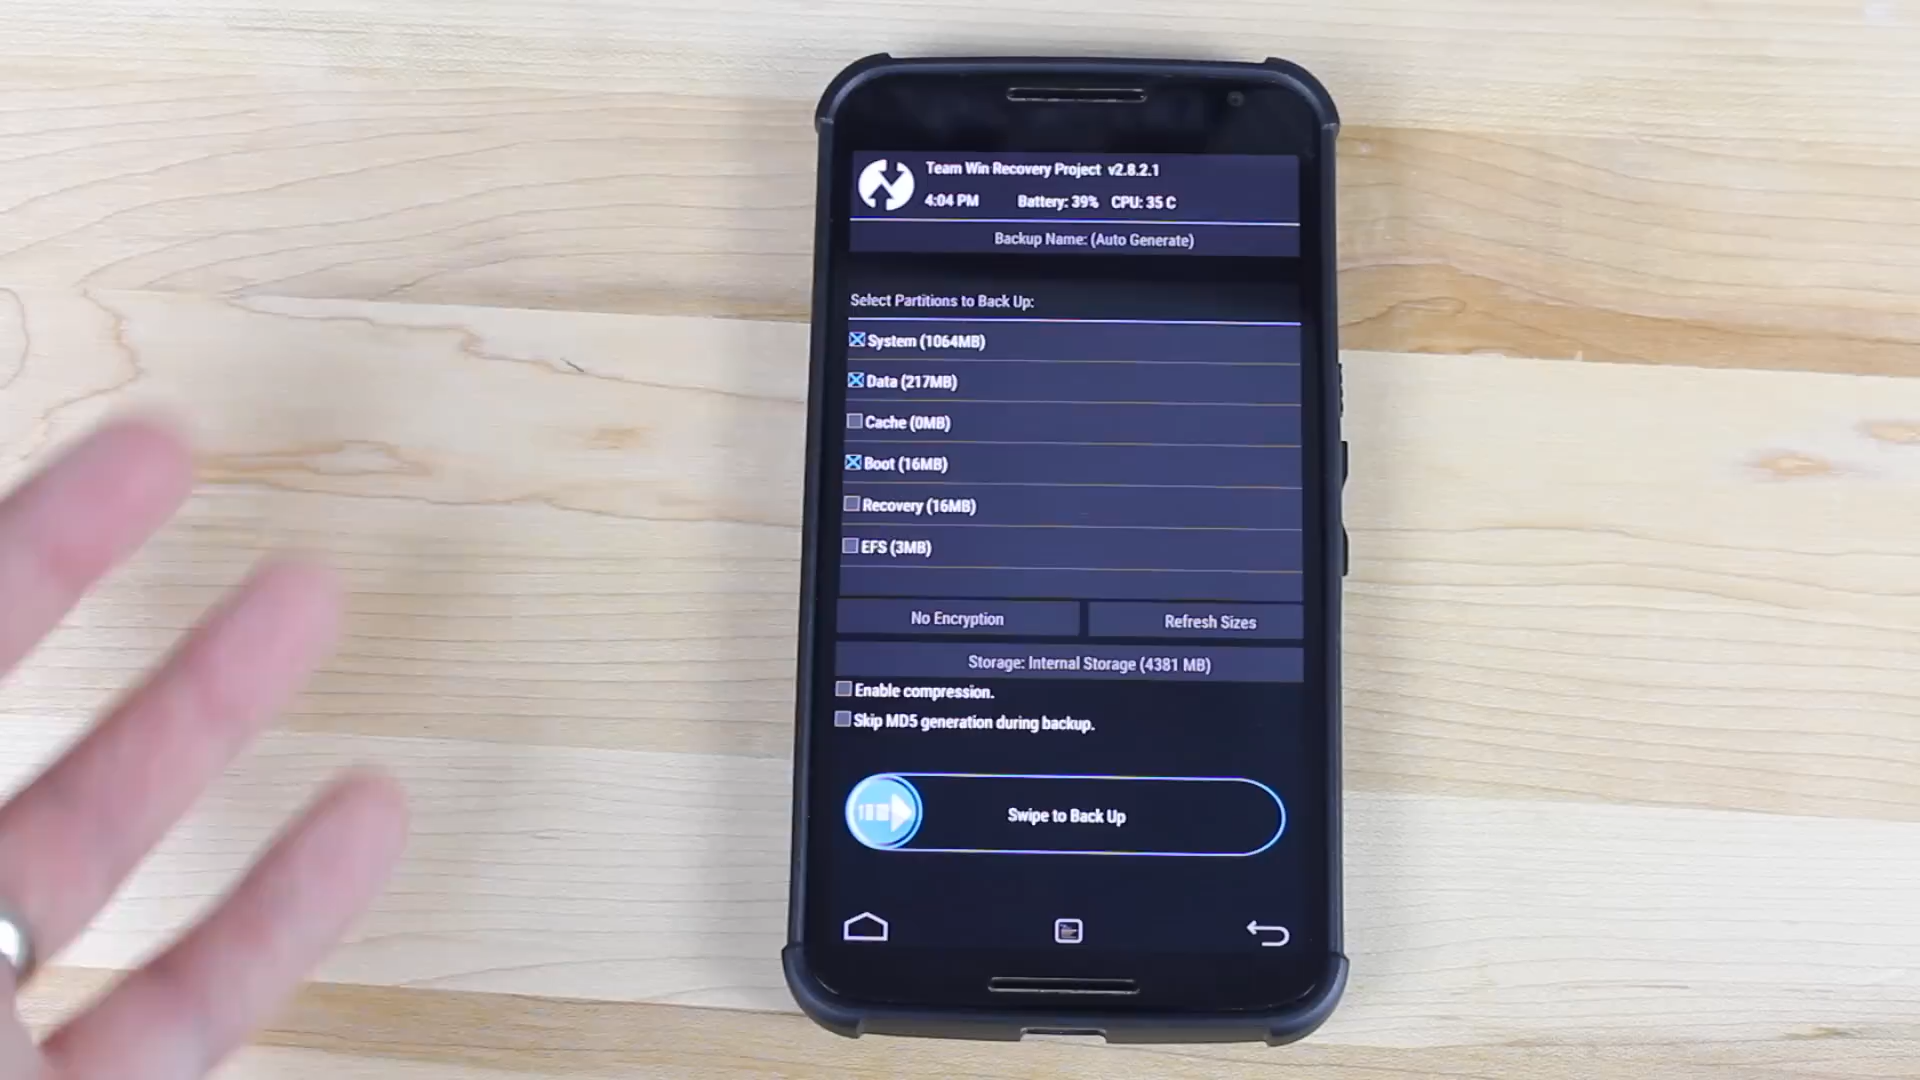 Team Win Recovery Project v2.8.2.1
4:04 PM Battery: 39% CPU: 35 C
Backup Name: (Auto Generate)
Select Partitions to Back Up:
System (1064MB)
Data (217MB)
Cache (0MB)
Boot (16MB)
Recovery (16MB)
EFS (3MB)
No Encryption Refresh Sizes
Storage: Internal Storage (4381 MB)
Enable compression.
Skip MD5 generation during backup.
Swipe to Back Up